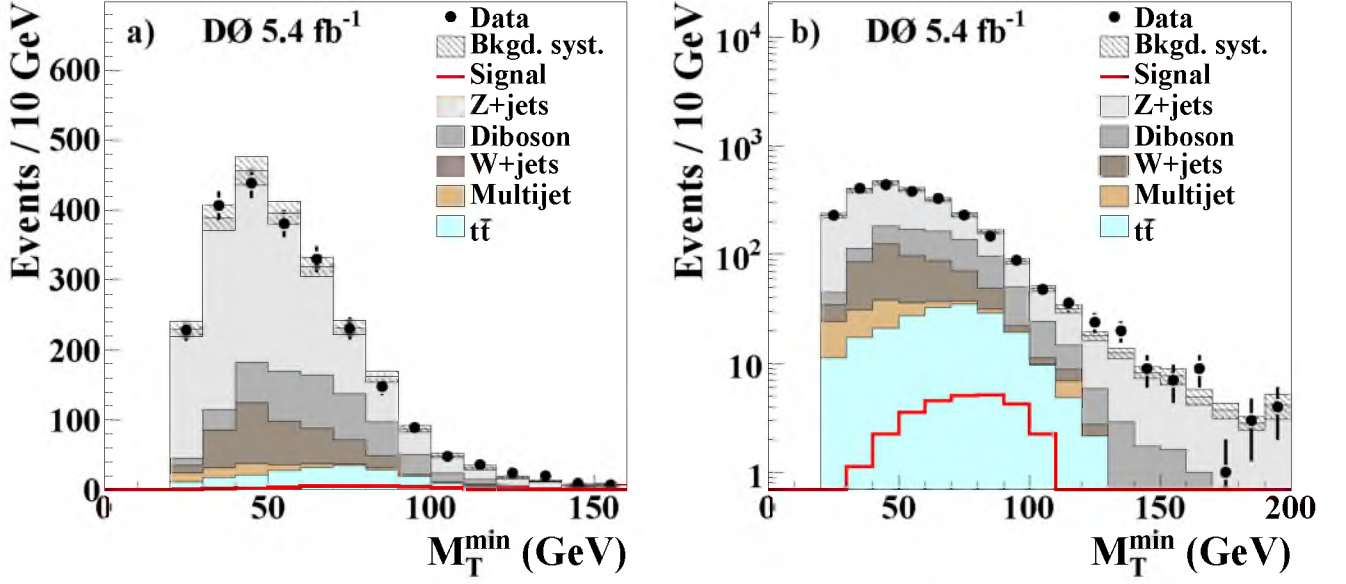 a) DØ 5.4 fb-1
Data
Bkgd. syst.
Signal
Z+jets
Diboson
W+jets
Multijet
tt̄
Events / 10 GeV
600
500
400
300
200
100
0
0 50 100 150
M_T^min (GeV)
b) DØ 5.4 fb-1
Data
Bkgd. syst.
Signal
Z+jets
Diboson
W+jets
Multijet
tt̄
Events / 10 GeV
10^4
10^3
10^2
10
1
0 50 100 150 200
M_T^min (GeV)